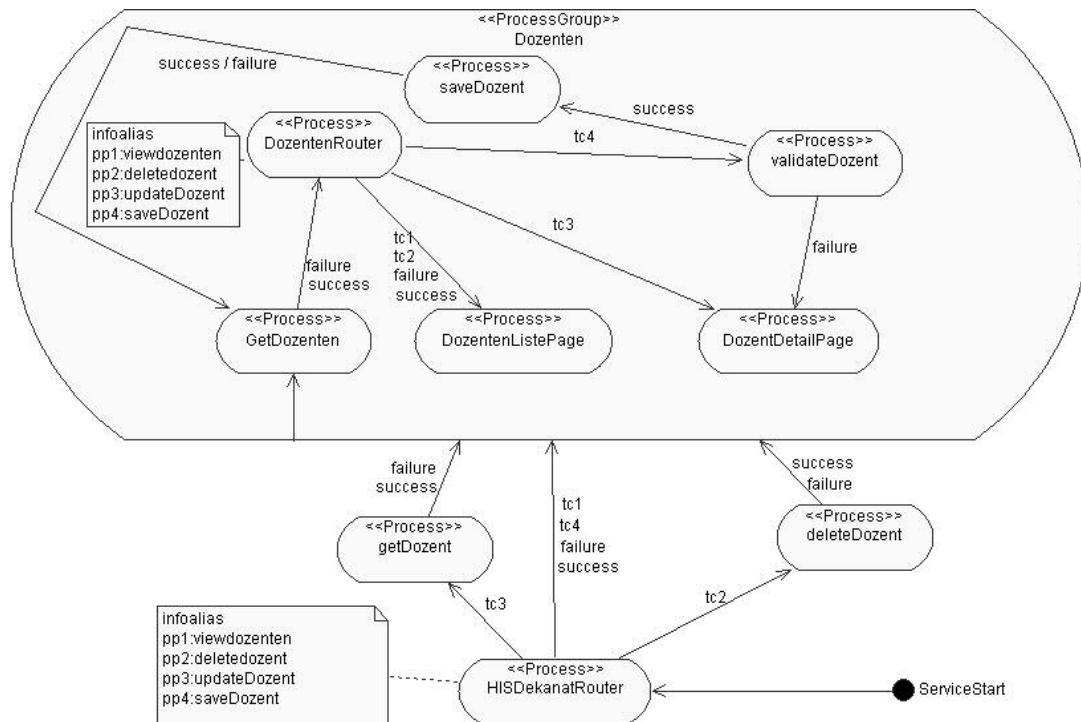 <<ProcessGroup>>
Dozenten
success / failure
<<Process>>
saveDozent
success
infoalias
pp1:viewdozenten
pp2:deletedozent
pp3:updateDozent
pp4:saveDozent
<<Process>>
DozentenRouter
tc4
<<Process>>
validateDozent
failure
success
tc1
tc2
failure
success
tc3
failure
<<Process>>
GetDozenten
<<Process>>
DozentenListePage
<<Process>>
DozentDetailPage
failure
success
tc1
tc4
failure
success
success
failure
<<Process>>
getDozent
<<Process>>
deleteDozent
tc3
tc2
infoalias
pp1:viewdozenten
pp2:deletedozent
pp3:updateDozent
pp4:saveDozent
<<Process>>
HISDekanatRouter
ServiceStart